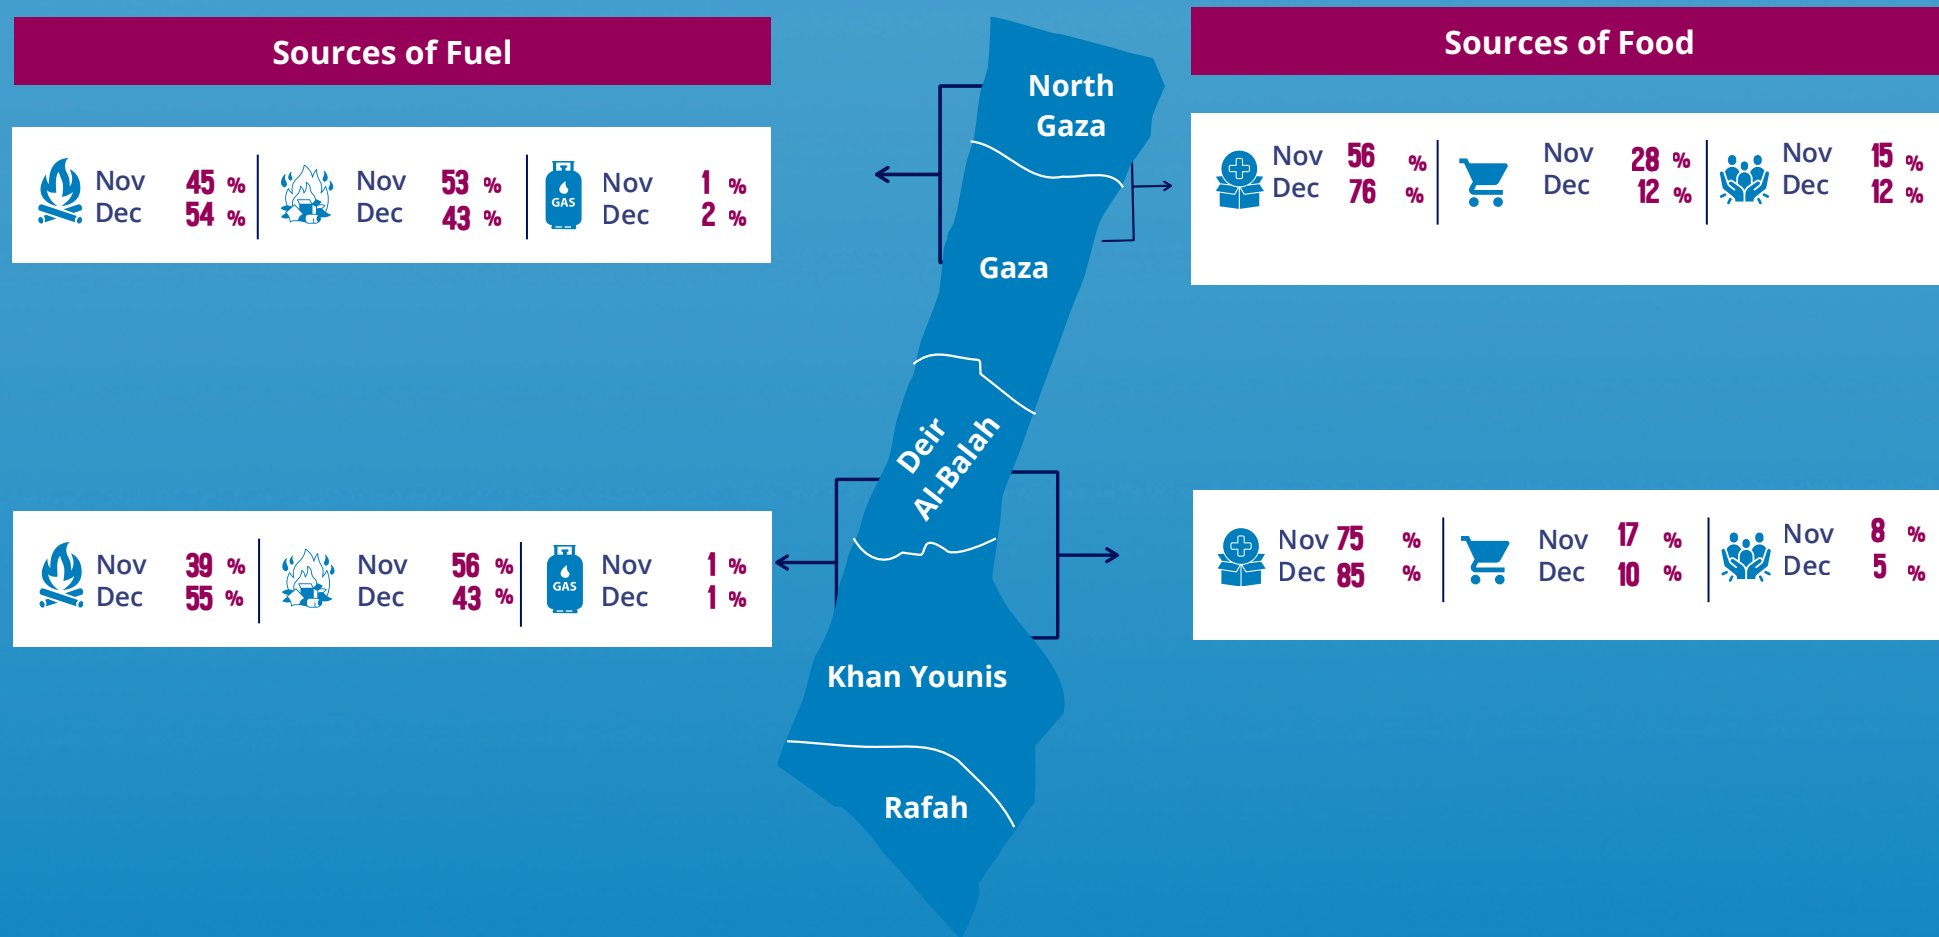 Sources of Fuel
Nov 45 %
Dec 54 %
Nov 53 %
Dec 43 %
GAS
Nov 1 %
Dec 2 %
North
Gaza
Gaza
Deir
Al-Balah
Khan Younis
Rafah
Sources of Food
Nov 56 %
Dec 76 %
Nov 28 %
Dec 12 %
Nov 15 %
Dec 12 %
Nov 39 %
Dec 55 %
Nov 56 %
Dec 43 %
GAS
Nov 1 %
Dec 1 %
Nov 75 %
Dec 85 %
Nov 17 %
Dec 10 %
Nov 8 %
Dec 5 %